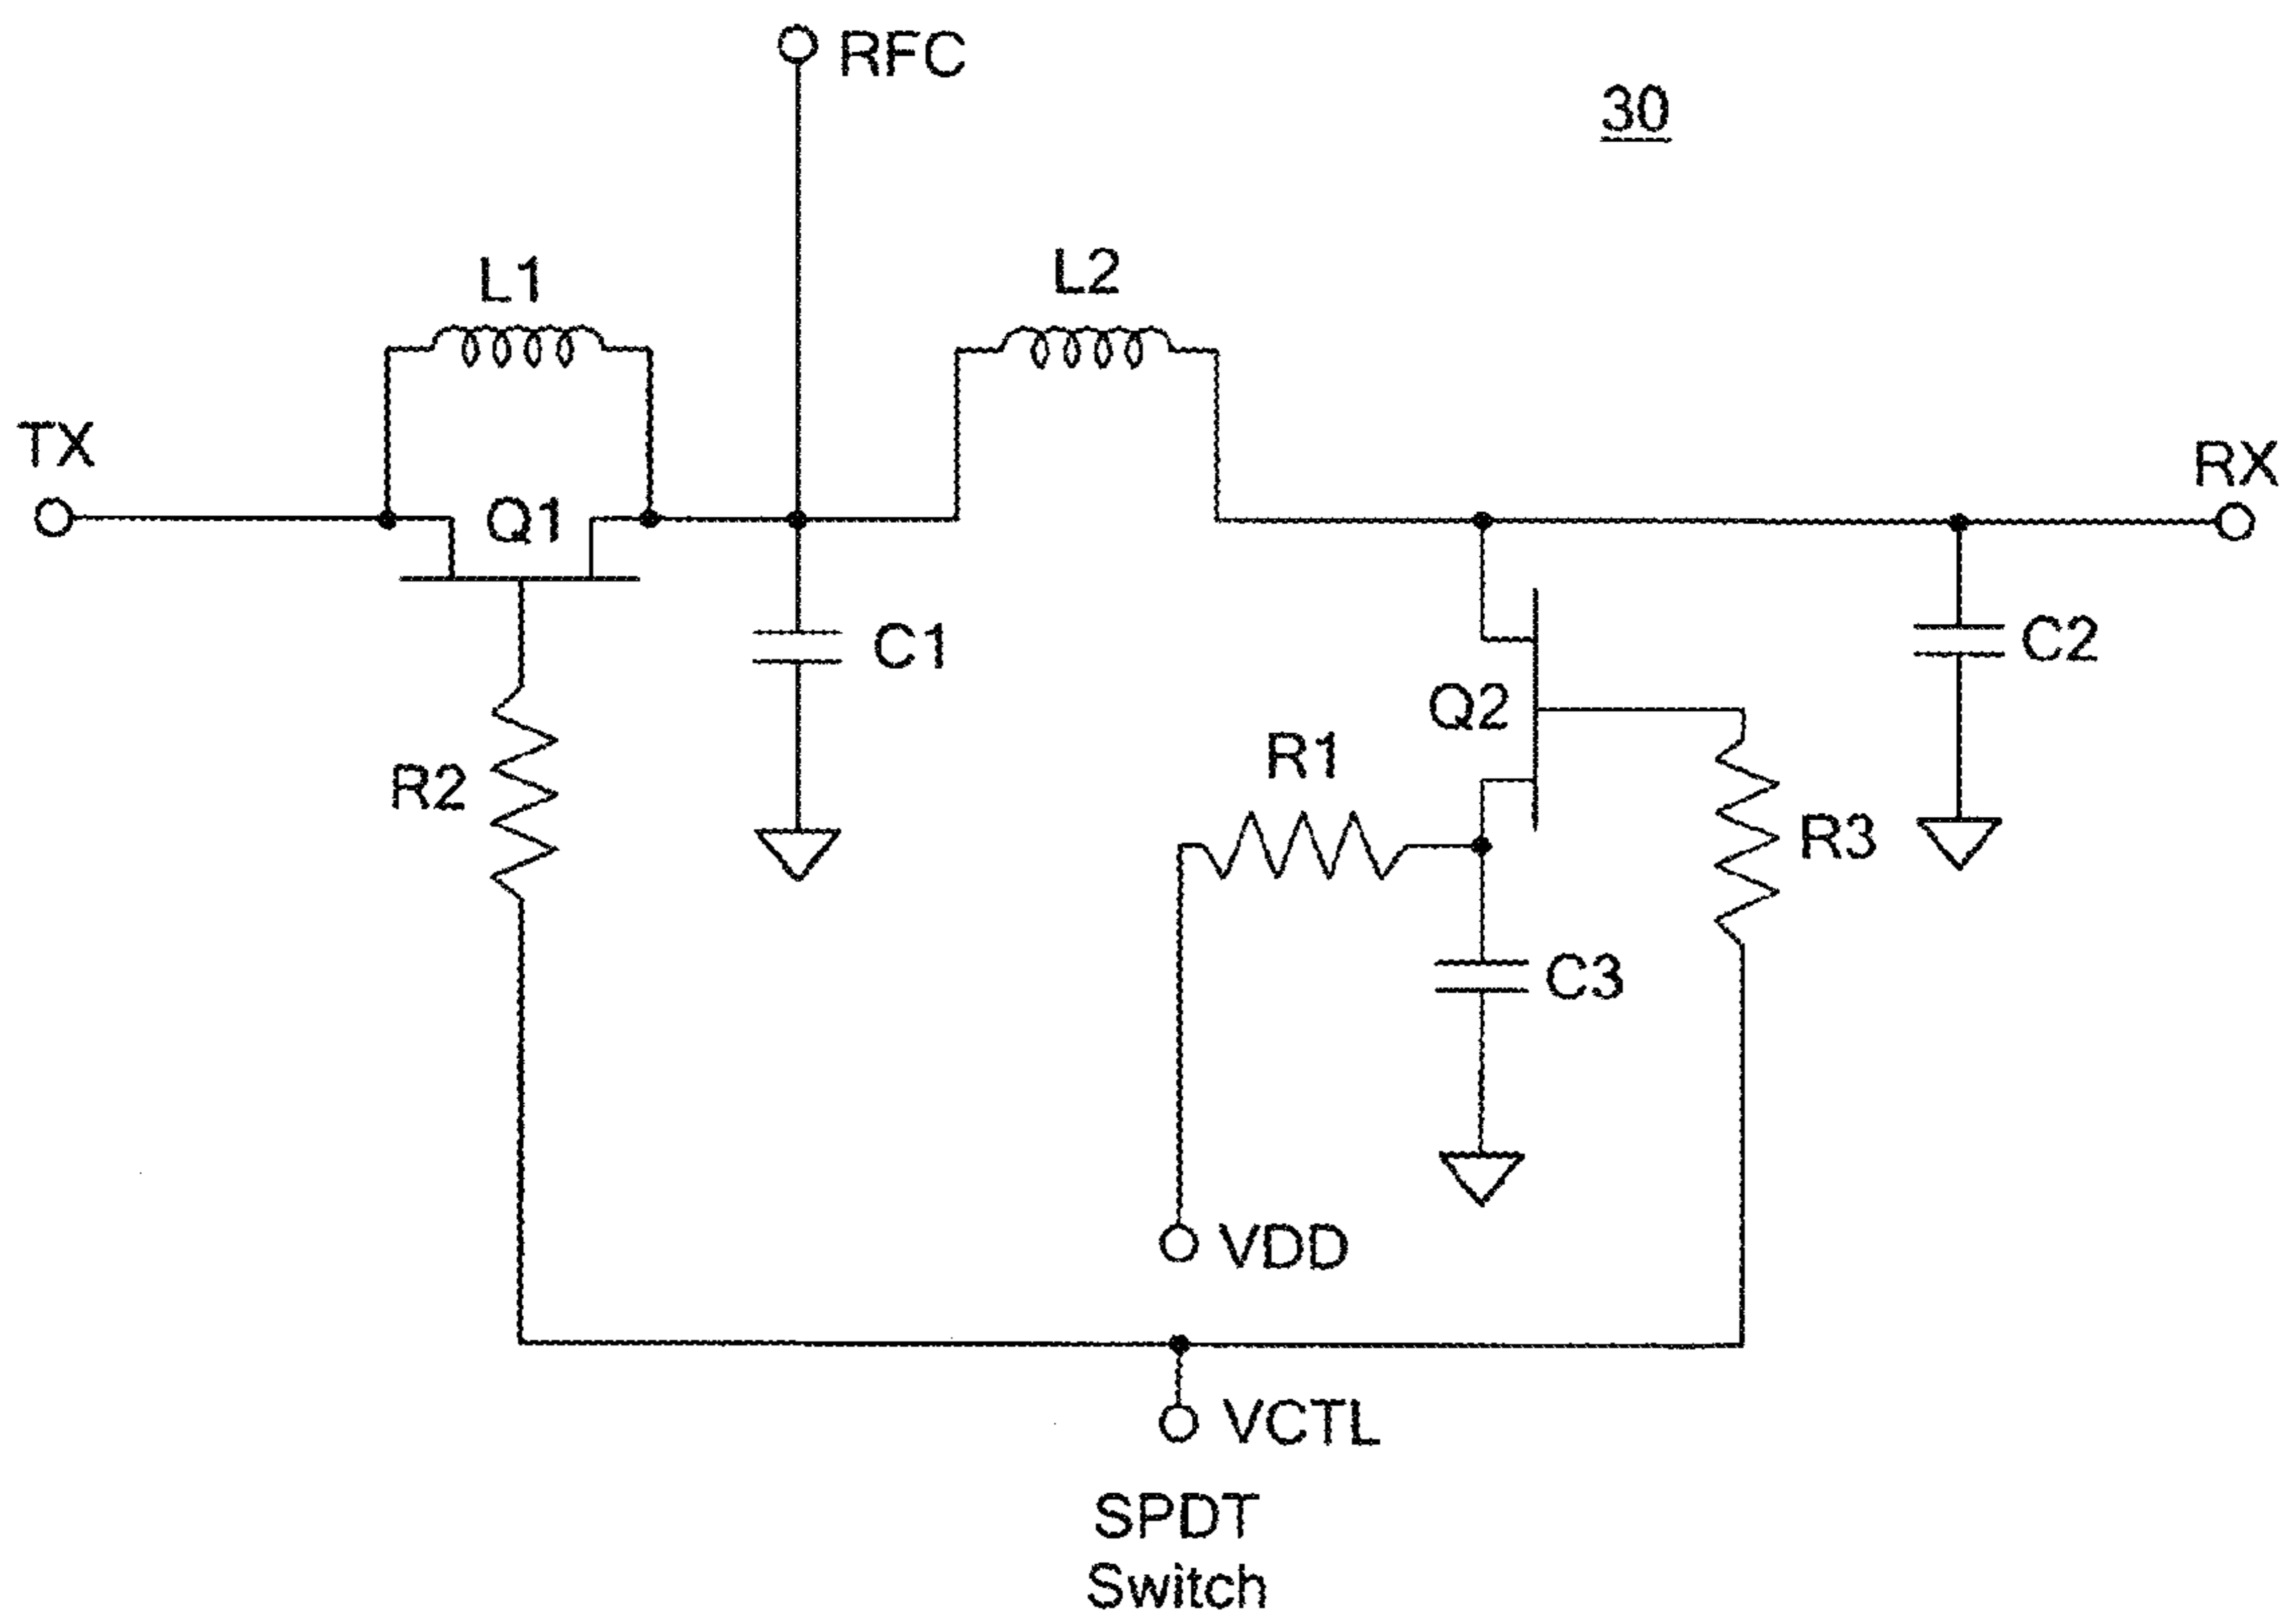 RFC
30
L1
L2
TX
RX
Q1
C1
C2
Q2
R1
R2
R3
C3
VDD
VCTL
SPDT
Switch